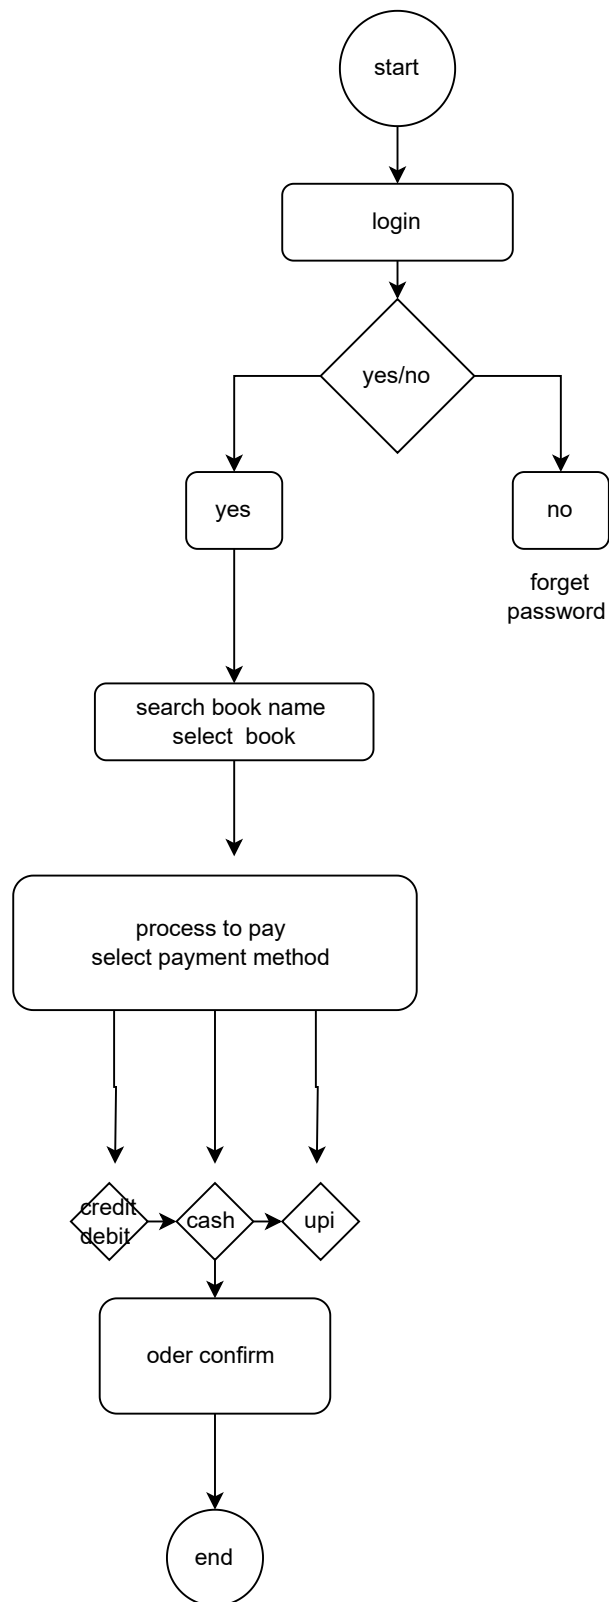 start
login
yes/no
yes
no
forget
password
search book name
select  book
process to pay
select payment method
credit
debit
cash
upi
oder confirm
end